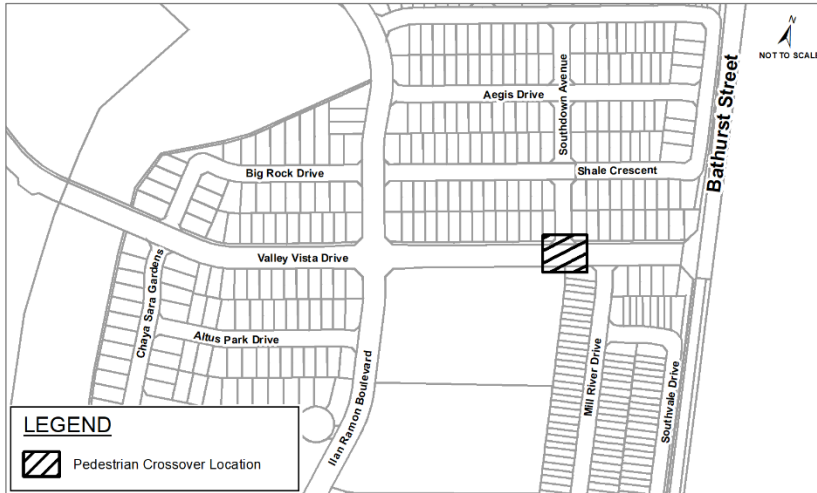 N
NOT TO SCALE
Bathurst Street
Southdown Avenue
Aegis Drive
Big Rock Drive
Shale Crescent
Valley Vista Drive
Chaya Sara Gardens
Altus Park Drive
Ilan Ramon Boulevard
Mill River Drive
Southvale Drive
LEGEND
Pedestrian Crossover Location